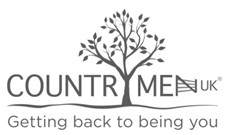 COUNTRYMEN UK®
Getting back to being you